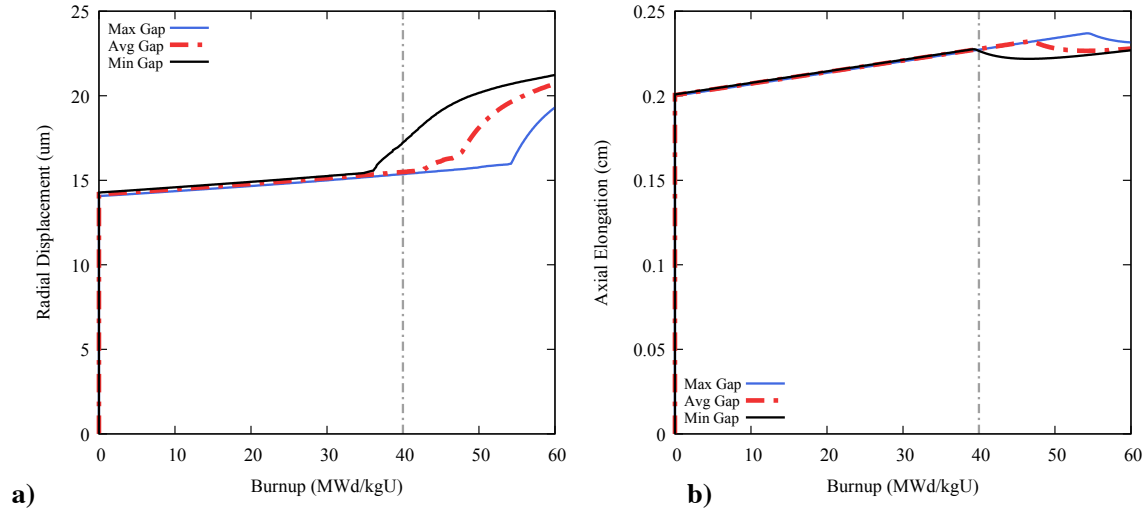 25
20
15
10
5
0
Radial Displacement (um)
Max Gap
Avg Gap
Min Gap
0 10 20 30 40 50 60
Burnup (MWd/kgU)
a)
0.25
0.2
0.15
0.1
0.05
0
Axial Elongation (cm)
Max Gap
Avg Gap
Min Gap
0 10 20 30 40 50 60
Burnup (MWd/kgU)
b)